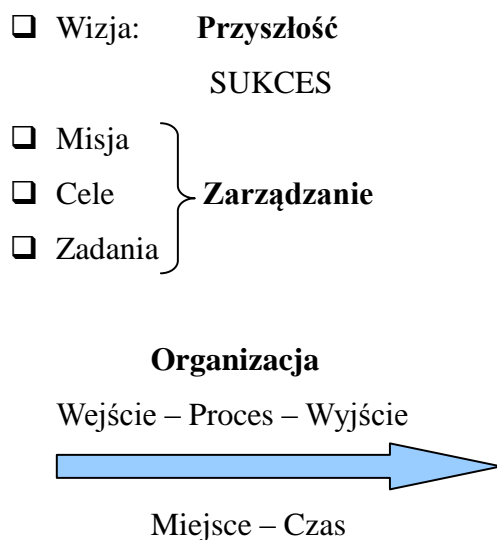 Wizja: Przyszłość
SUKCES
Misja
Cele
Zarządzanie
Zadania
Organizacja
Wejście – Proces – Wyjście
Miejsce – Czas